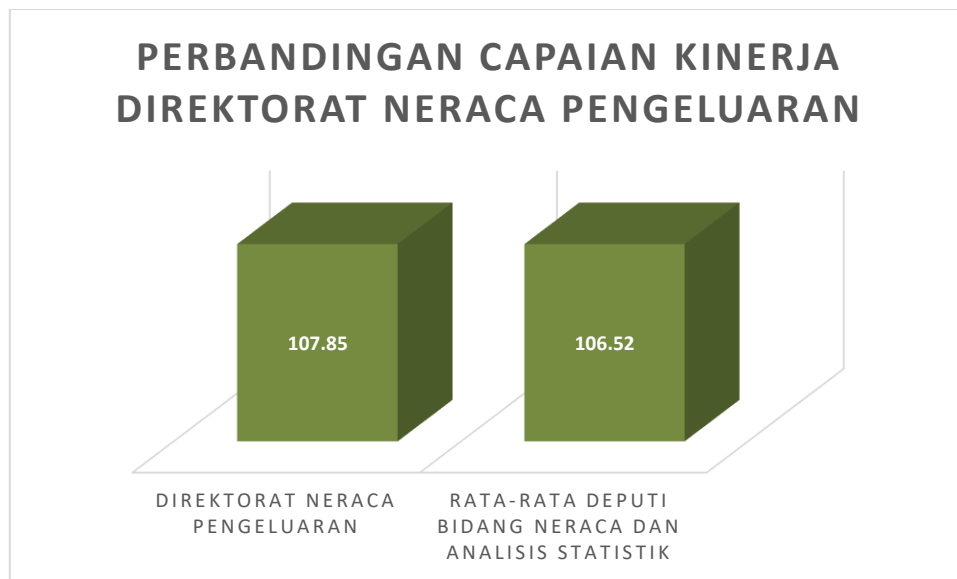 PERBANDINGAN CAPAIAN KINERJA
DIREKTORAT NERACA PENGELUARAN
107.85
106.52
DIREKTORAT NERACA
PENGELUARAN
RATA-RATA DEPUTI
BIDANG NERACA DAN
ANALISIS STATISTIK